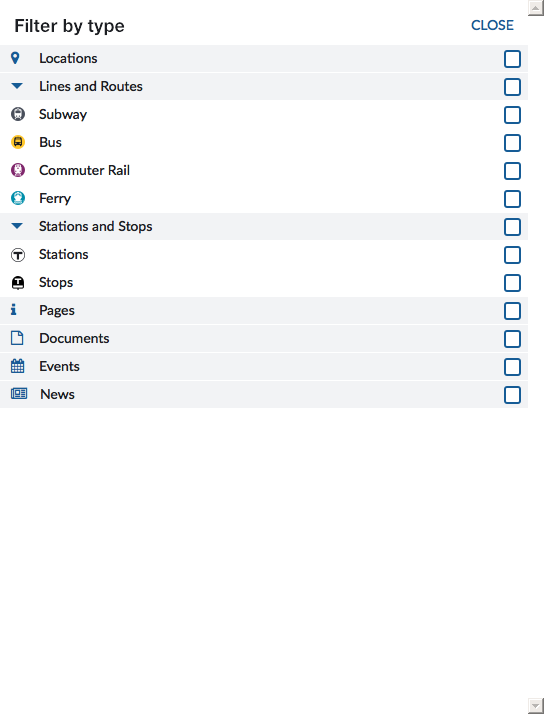 Filter by type
CLOSE
Locations
Lines and Routes
Subway
Bus
Commuter Rail
Ferry
Stations and Stops
Stations
Stops
Pages
Documents
Events
News